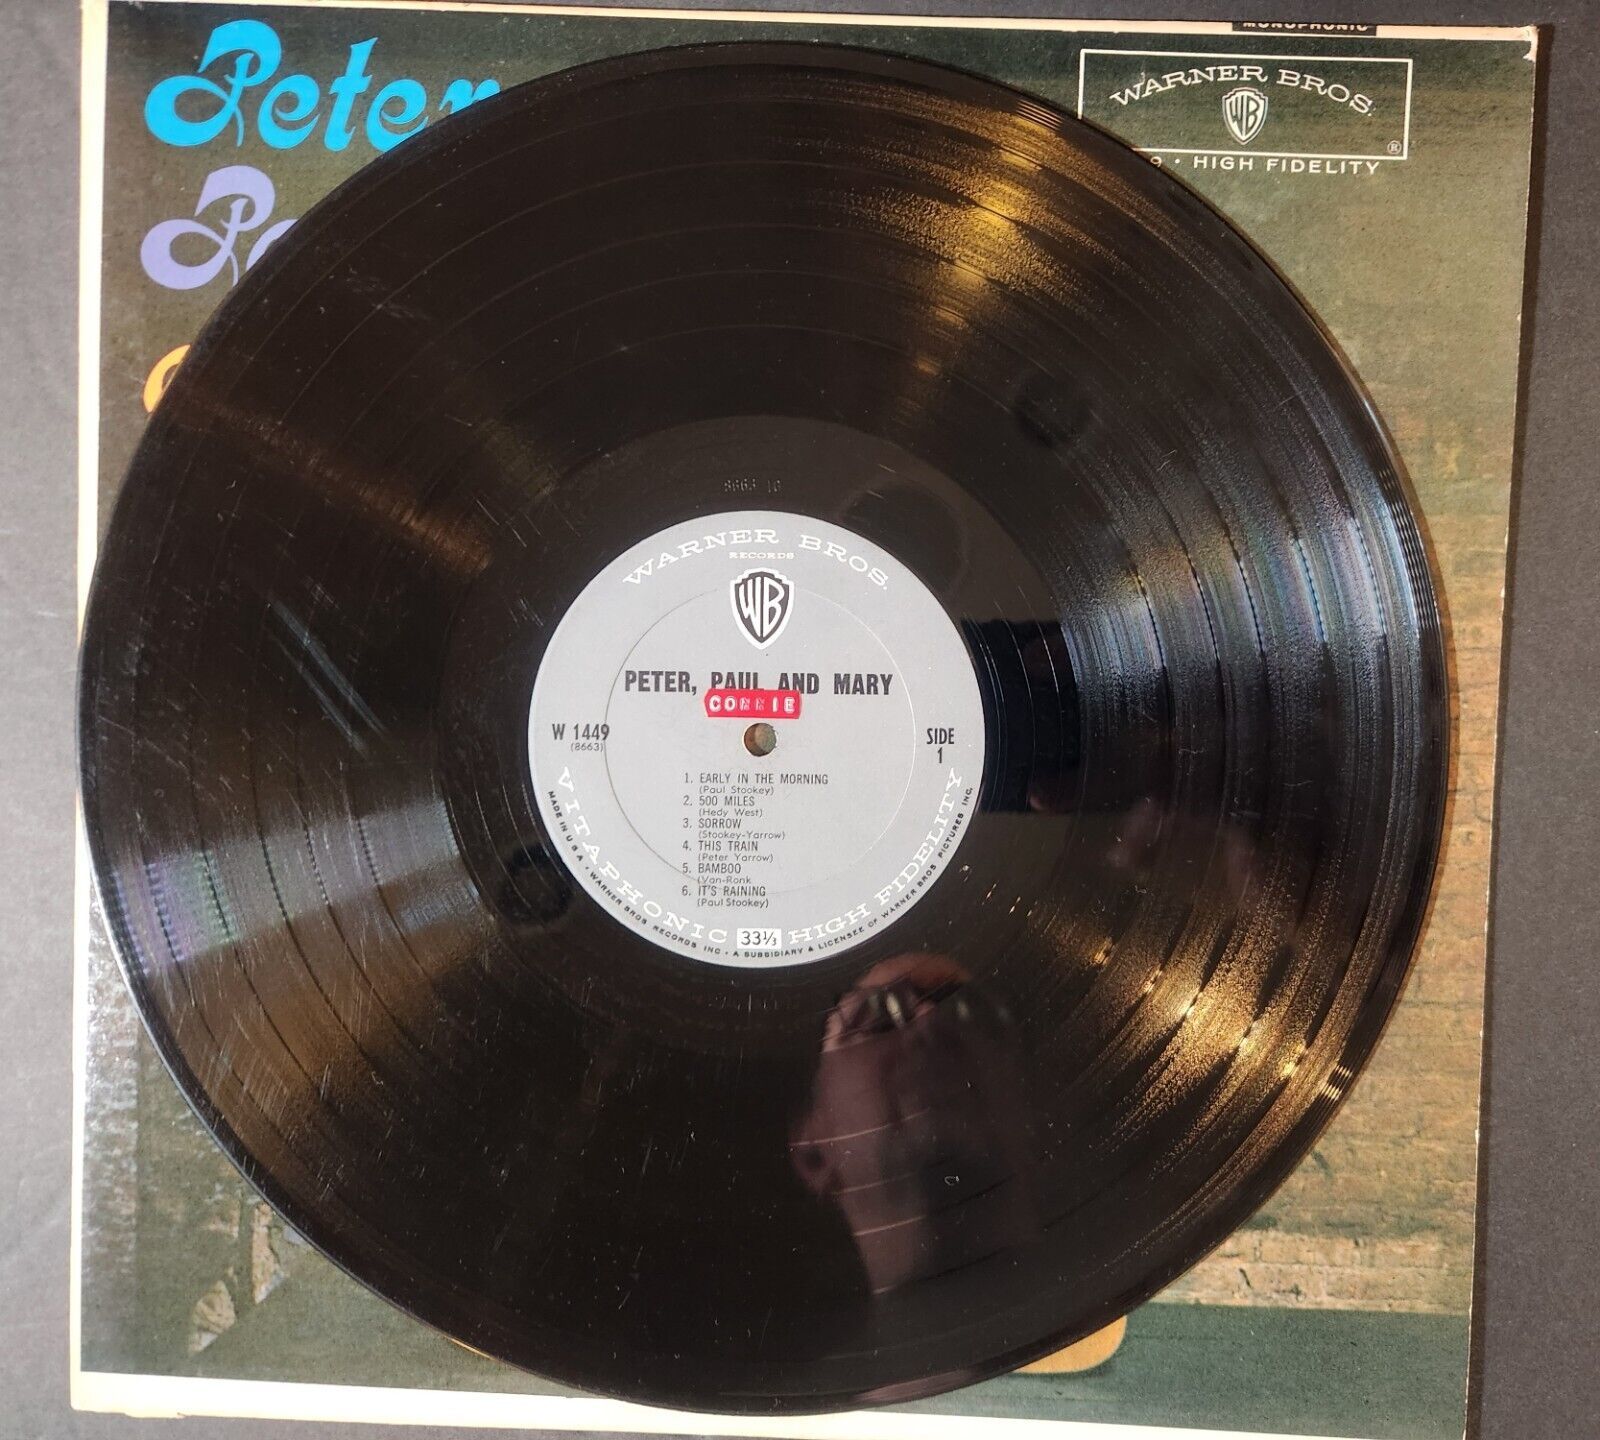 MONOPHONIC
Peter
WARNER BROS.
WB
®
9 • HIGH FIDELITY
8663 1G
WARNER BROS.
RECORDS
WB
PETER, PAUL AND MARY
CONNIE
W 1449
(8663)
SIDE
1
1. EARLY IN THE MORNING
(Paul Stookey)
2. 500 MILES
(Hedy West)
3. SORROW
(Stookey-Yarrow)
4. THIS TRAIN
(Peter Yarrow)
5. BAMBOO
(Van-Ronk
6. IT'S RAINING
(Paul Stookey)
VITAPHONIC 33⅓ HIGH FIDELITY
MADE IN U.S.A. • WARNER BROS. RECORDS INC. • A SUBSIDIARY & LICENSEE OF WARNER BROS. PICTURES INC.